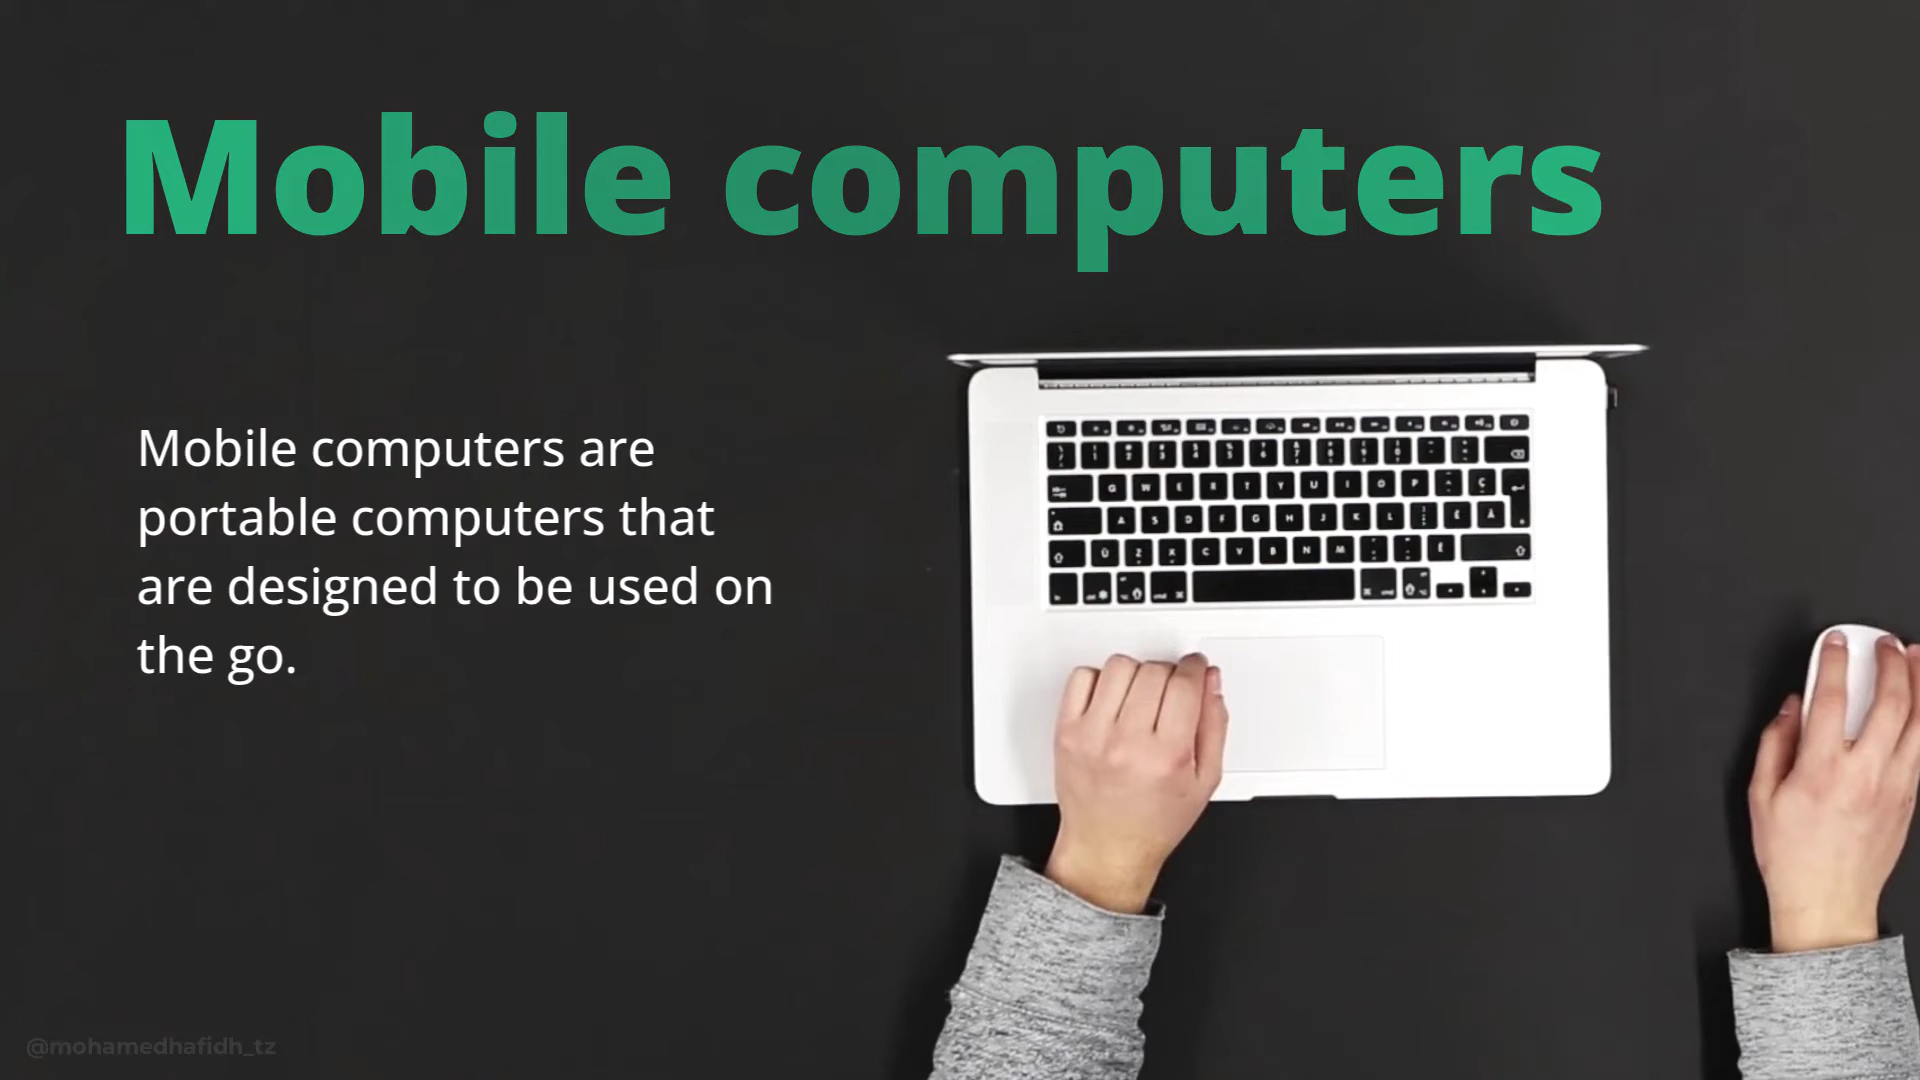 Mobile computers
Mobile computers are
portable computers that
are designed to be used on
the go.
@mohamedhafidh_tz